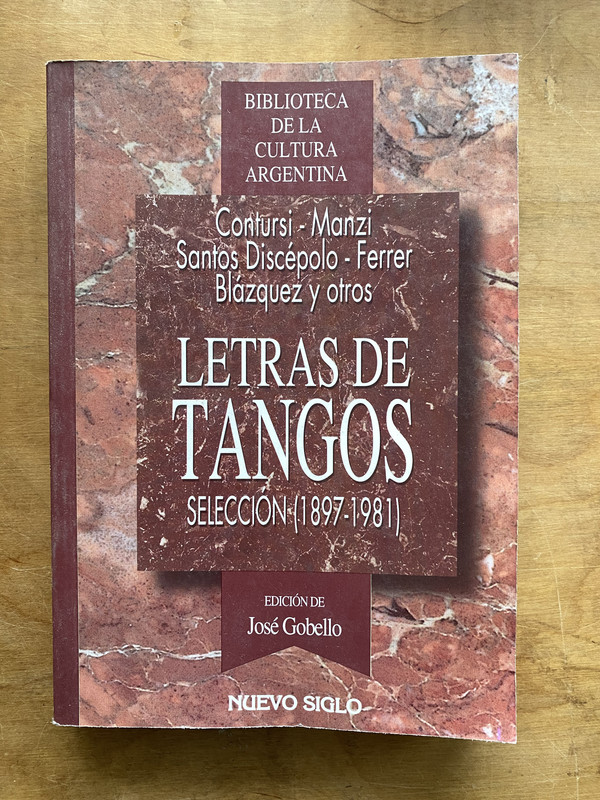 BIBLIOTECA
DE LA
CULTURA
ARGENTINA
Contursi - Manzi
Santos Discépolo - Ferrer
Blázquez y otros
LETRAS DE
TANGOS
SELECCIÓN (1897-1981)
EDICIÓN DE
José Gobello
NUEVO SIGLO